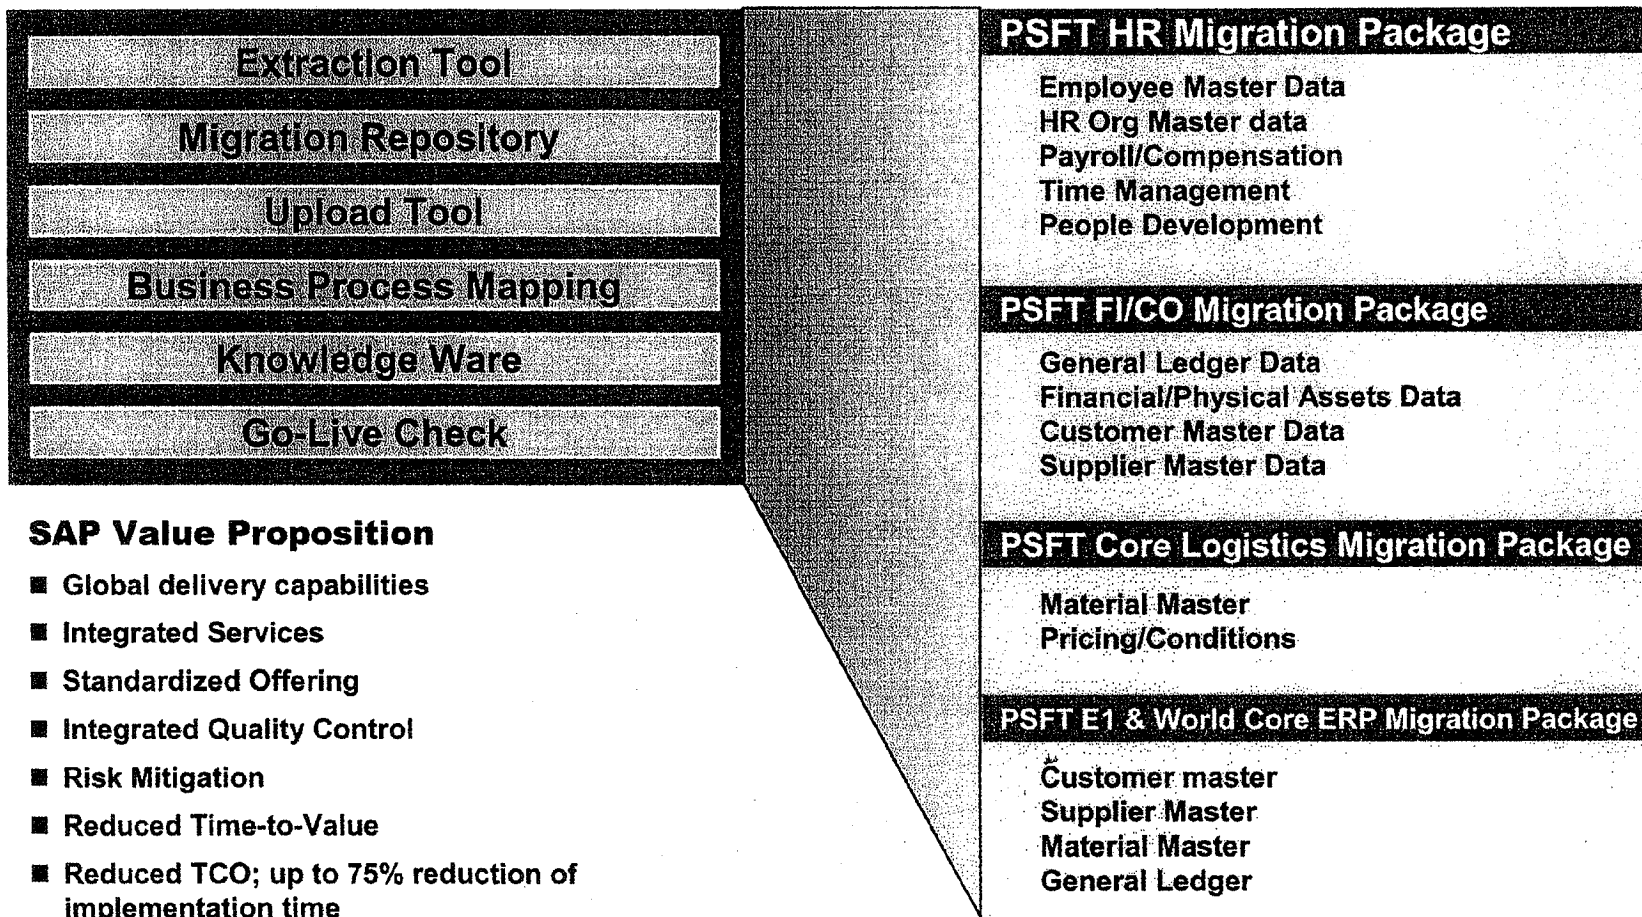 Extraction Tool
Migration Repository
Upload Tool
Business Process Mapping
Knowledge Ware
Go-Live Check
SAP Value Proposition
■ Global delivery capabilities
■ Integrated Services
■ Standardized Offering
■ Integrated Quality Control
■ Risk Mitigation
■ Reduced Time-to-Value
■ Reduced TCO; up to 75% reduction of
implementation time
PSFT HR Migration Package
Employee Master Data
HR Org Master data
Payroll/Compensation
Time Management
People Development
PSFT FI/CO Migration Package
General Ledger Data
Financial/Physical Assets Data
Customer Master Data
Supplier Master Data
PSFT Core Logistics Migration Package
Material Master
Pricing/Conditions
PSFT E1 & World Core ERP Migration Package
Customer master
Supplier Master
Material Master
General Ledger